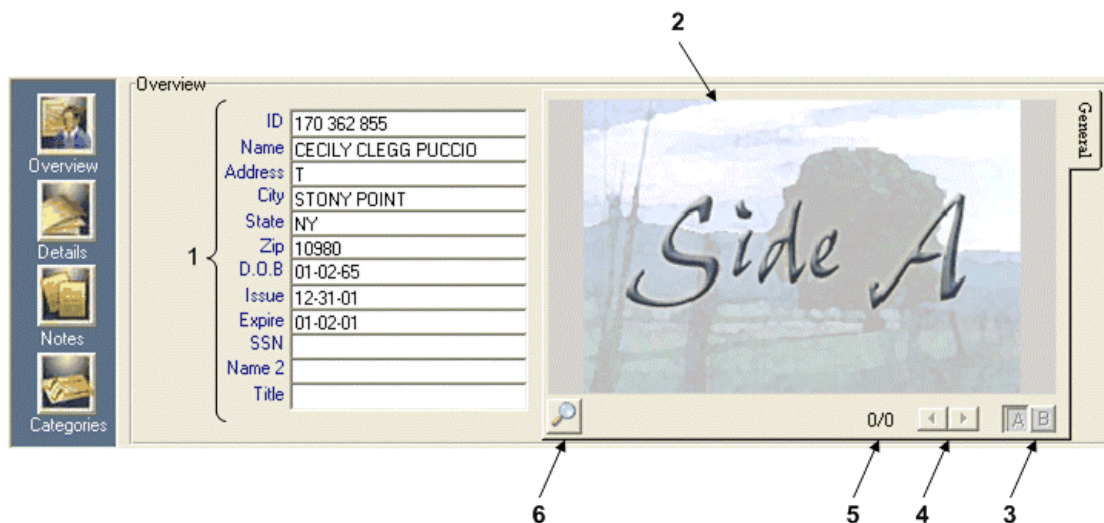 2
Overview
Overview
Details
Notes
Categories
1
ID 170 362 855
Name CECILY CLEGG PUCCIO
Address T
City STONY POINT
State NY
Zip 10980
D.O.B 01-02-65
Issue 12-31-01
Expire 01-02-01
SSN
Name 2
Title
Side A
General
0/0
A B
6 5 4 3